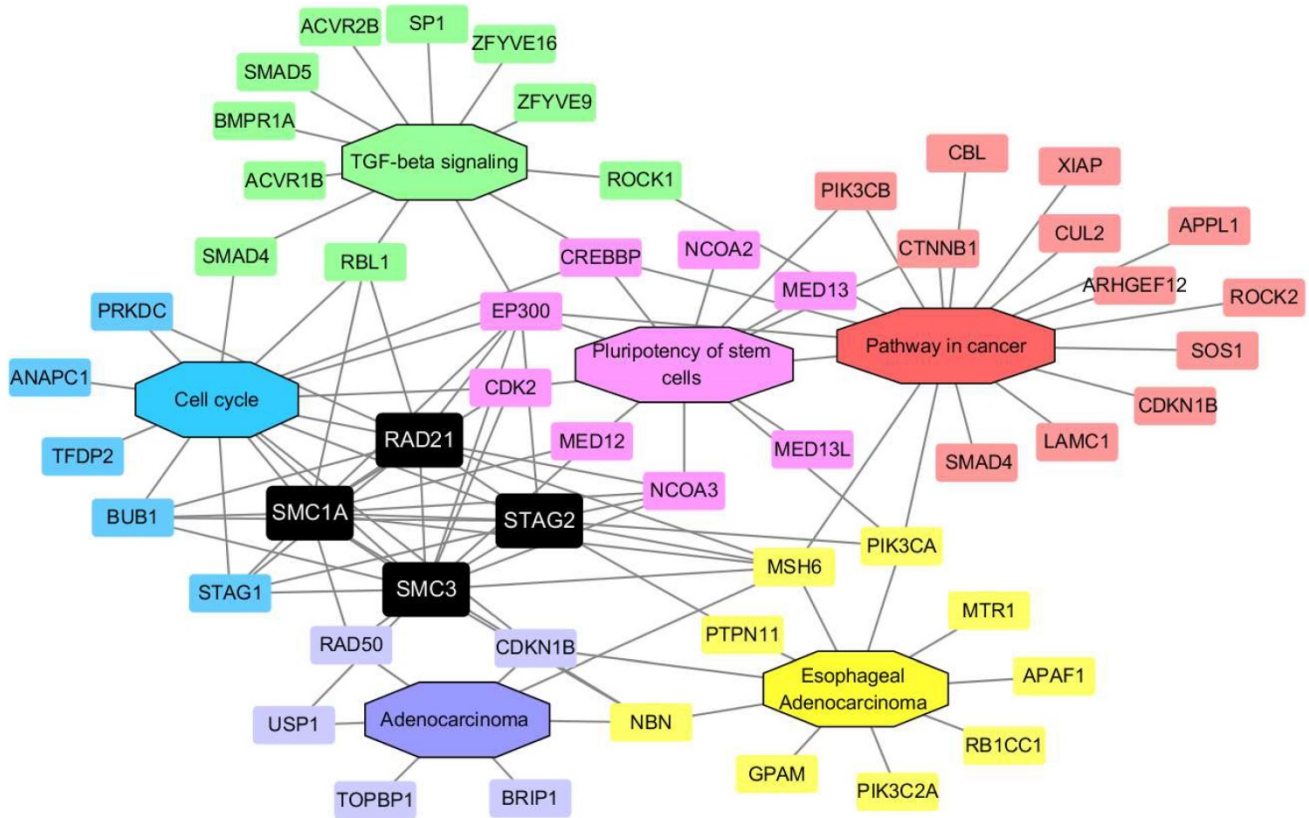 ACVR2B
SP1
ZFYVE16
SMAD5
ZFYVE9
BMPR1A
TGF-beta signaling
ACVR1B
ROCK1
CBL
XIAP
PIK3CB
APPL1
CUL2
CTNNB1
NCOA2
CREBBP
SMAD4
RBL1
MED13
ARHGEF12
ROCK2
PRKDC
EP300
Pluripotency of stem
cells
Pathway in cancer
SOS1
ANAPC1
Cell cycle
CDK2
CDKN1B
RAD21
MED12
MED13L
LAMC1
TFDP2
SMAD4
NCOA3
BUB1
SMC1A
STAG2
PIK3CA
MSH6
STAG1
SMC3
MTR1
RAD50
CDKN1B
PTPN11
Esophageal
Adenocarcinoma
APAF1
USP1
Adenocarcinoma
NBN
RB1CC1
GPAM
PIK3C2A
TOPBP1
BRIP1